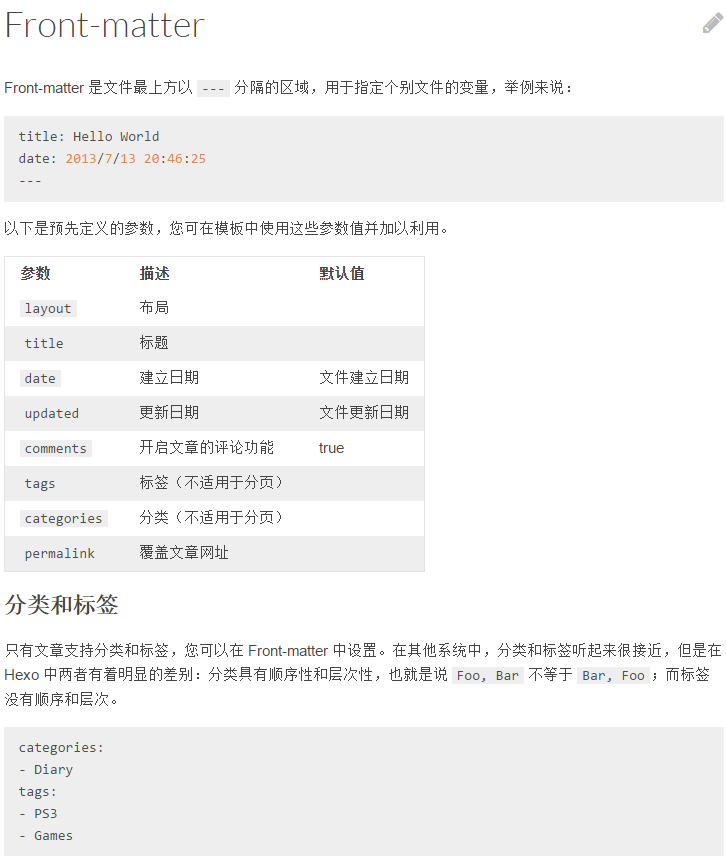 Front-matter
Front-matter 是文件最上方以 --- 分隔的区域，用于指定个别文件的变量，举例来说：
title: Hello World
date: 2013/7/13 20:46:25
---
以下是预先定义的参数，您可在模板中使用这些参数值并加以利用。
参数 描述 默认值
layout 布局
title 标题
date 建立日期 文件建立日期
updated 更新日期 文件更新日期
comments 开启文章的评论功能 true
tags 标签（不适用于分页）
categories 分类（不适用于分页）
permalink 覆盖文章网址
分类和标签
只有文章支持分类和标签，您可以在 Front-matter 中设置。在其他系统中，分类和标签听起来很接近，但是在
Hexo 中两者有着明显的差别：分类具有顺序性和层次性，也就是说 Foo, Bar 不等于 Bar, Foo；而标签
没有顺序和层次。
categories:
- Diary
tags:
- PS3
- Games